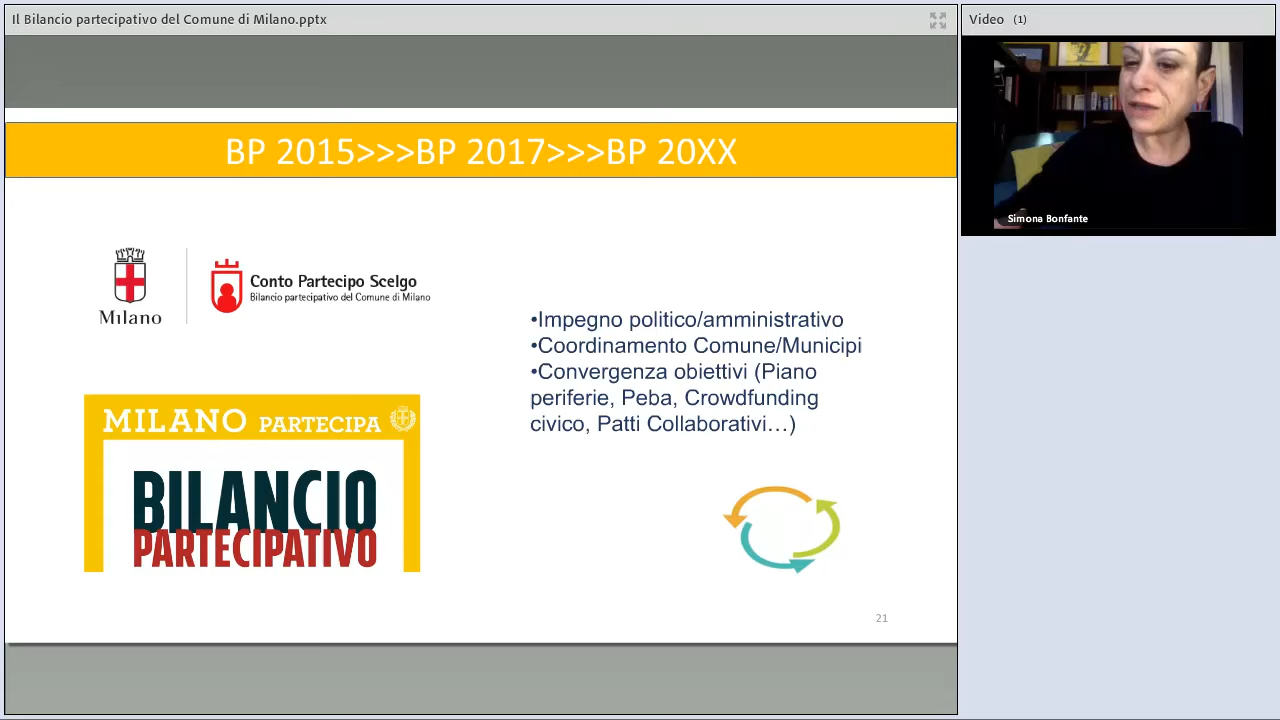 Il Bilancio partecipativo del Comune di Milano.pptx
Video (1)
Simona Bonfante
BP 2015>>>BP 2017>>>BP 20XX
Milano
Conto Partecipo Scelgo
Bilancio partecipativo del Comune di Milano
•Impegno politico/amministrativo
•Coordinamento Comune/Municipi
•Convergenza obiettivi (Piano
periferie, Peba, Crowdfunding
civico, Patti Collaborativi…)
MILANO PARTECIPA
BILANCIO
PARTECIPATIVO
21